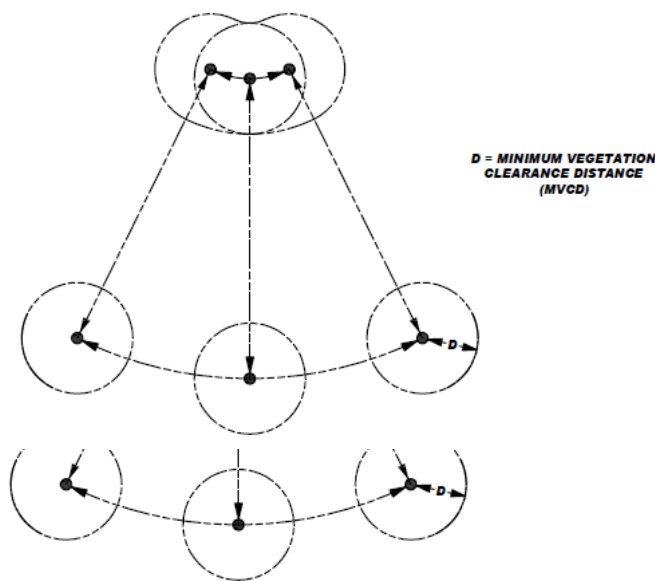 D = MINIMUM VEGETATION
CLEARANCE DISTANCE
(MVCD)
D
D